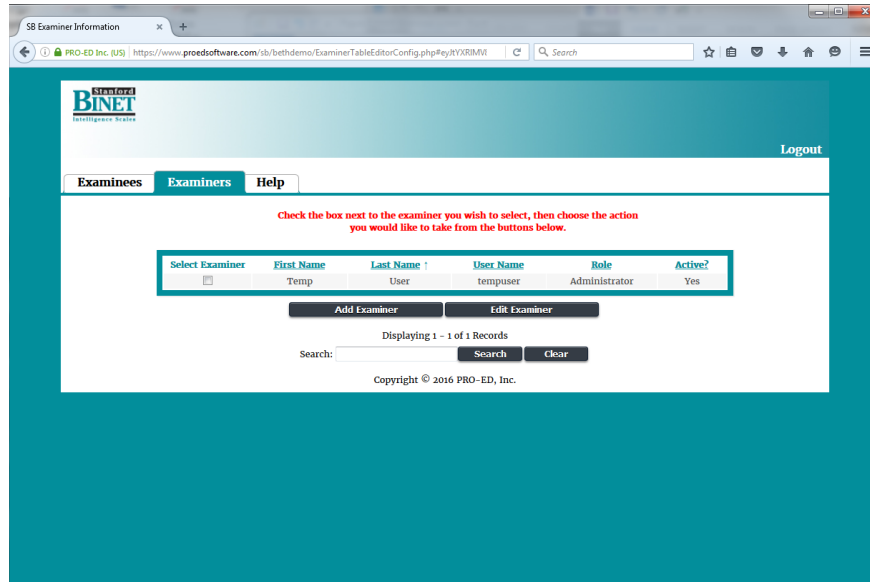 SB Examiner Information
PRO-ED Inc. (US) https://www.proedsoftware.com/sb/bethdemo/ExaminerTableEditorConfig.php#eyJtYXRlMVl
Search
Stanford
BINET
Intelligence Scales
Logout
Examinees Examiners Help
Check the box next to the examiner you wish to select, then choose the action
you would like to take from the buttons below.
Select Examiner First Name Last Name ↑ User Name Role Active?
Temp User tempuser Administrator Yes
Add Examiner Edit Examiner
Displaying 1 - 1 of 1 Records
Search: Search Clear
Copyright © 2016 PRO-ED, Inc.